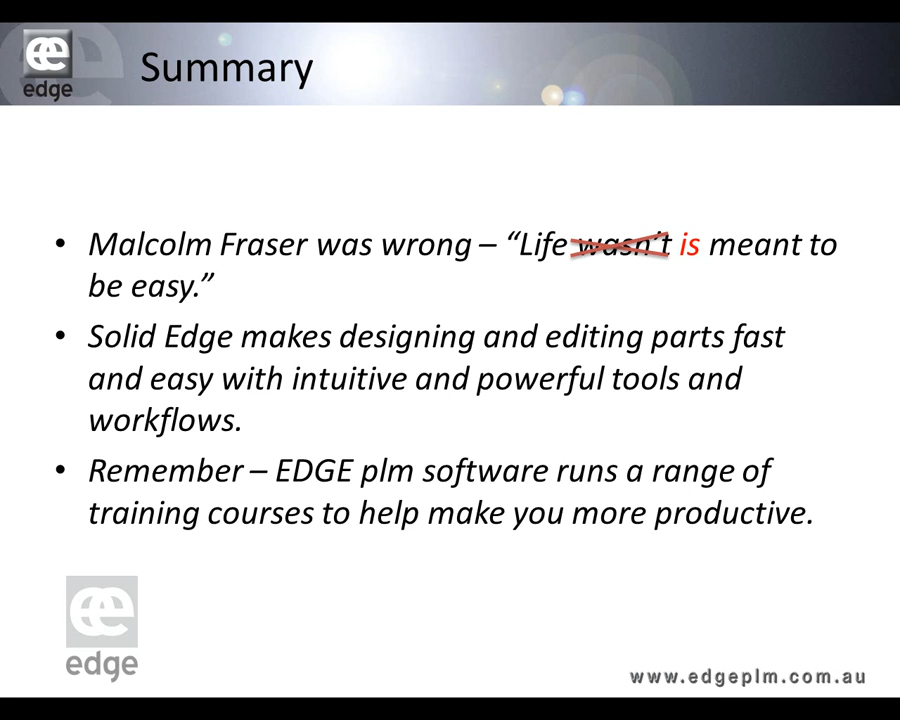 edge
Summary
• Malcolm Fraser was wrong – “Life wasn’t is meant to
be easy.”
• Solid Edge makes designing and editing parts fast
and easy with intuitive and powerful tools and
workflows.
• Remember – EDGE plm software runs a range of
training courses to help make you more productive.
edge
www.edgeplm.com.au